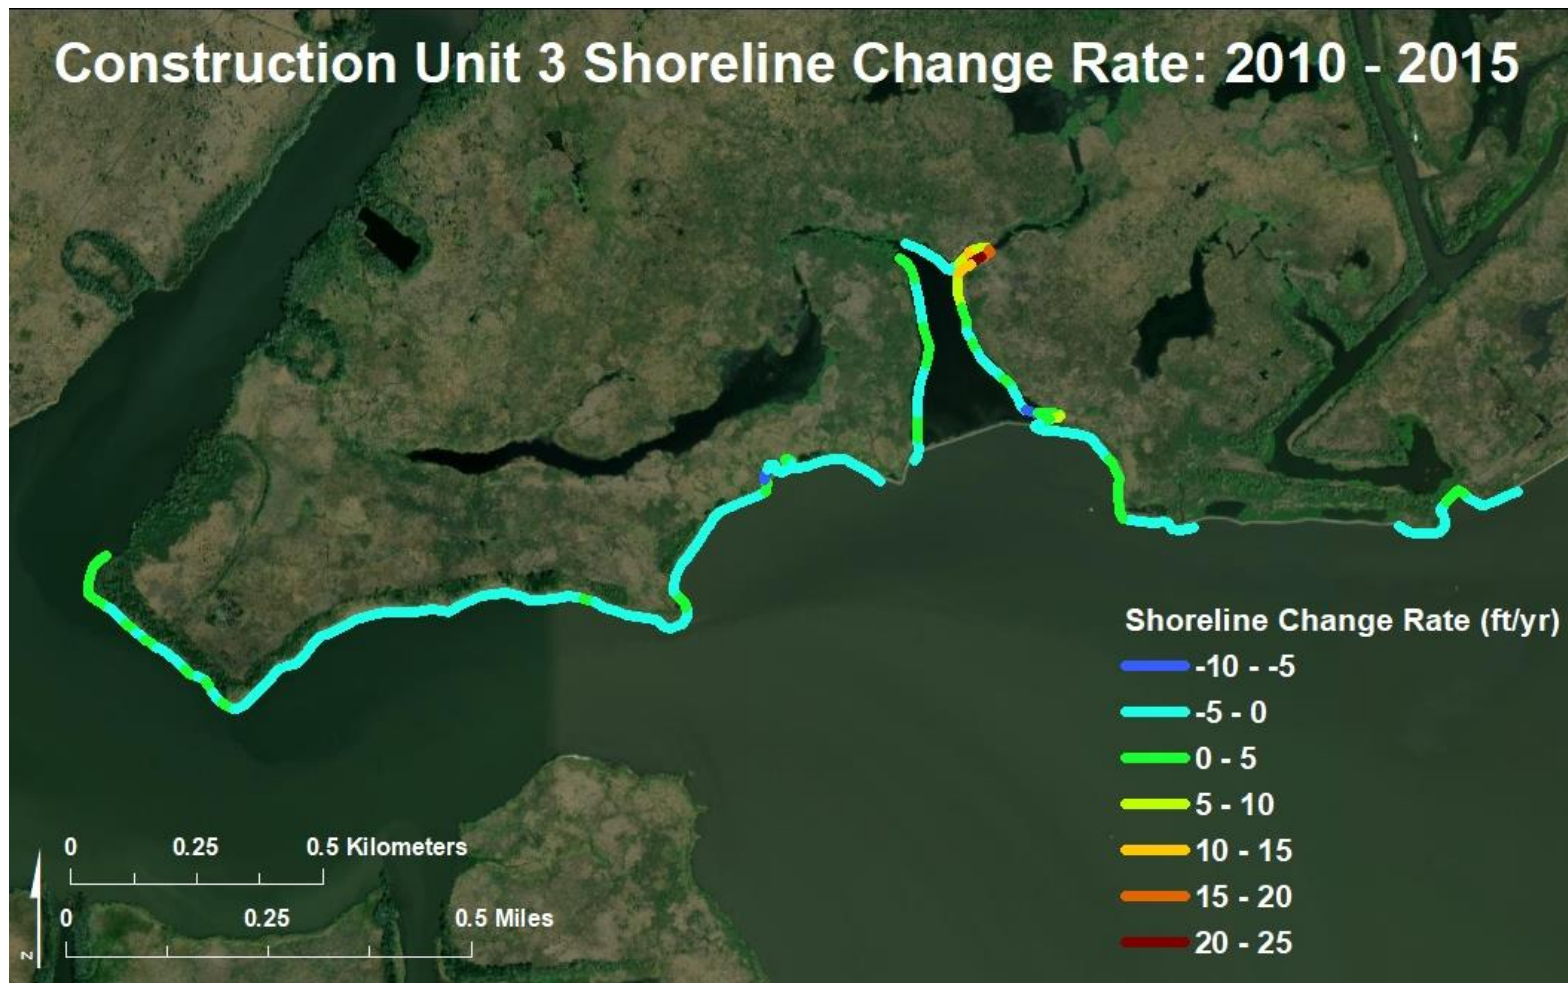 Construction Unit 3 Shoreline Change Rate: 2010 - 2015
Shoreline Change Rate (ft/yr)
-10 - -5
-5 - 0
0 - 5
5 - 10
10 - 15
15 - 20
20 - 25
0 0.25 0.5 Kilometers
0 0.25 0.5 Miles
N